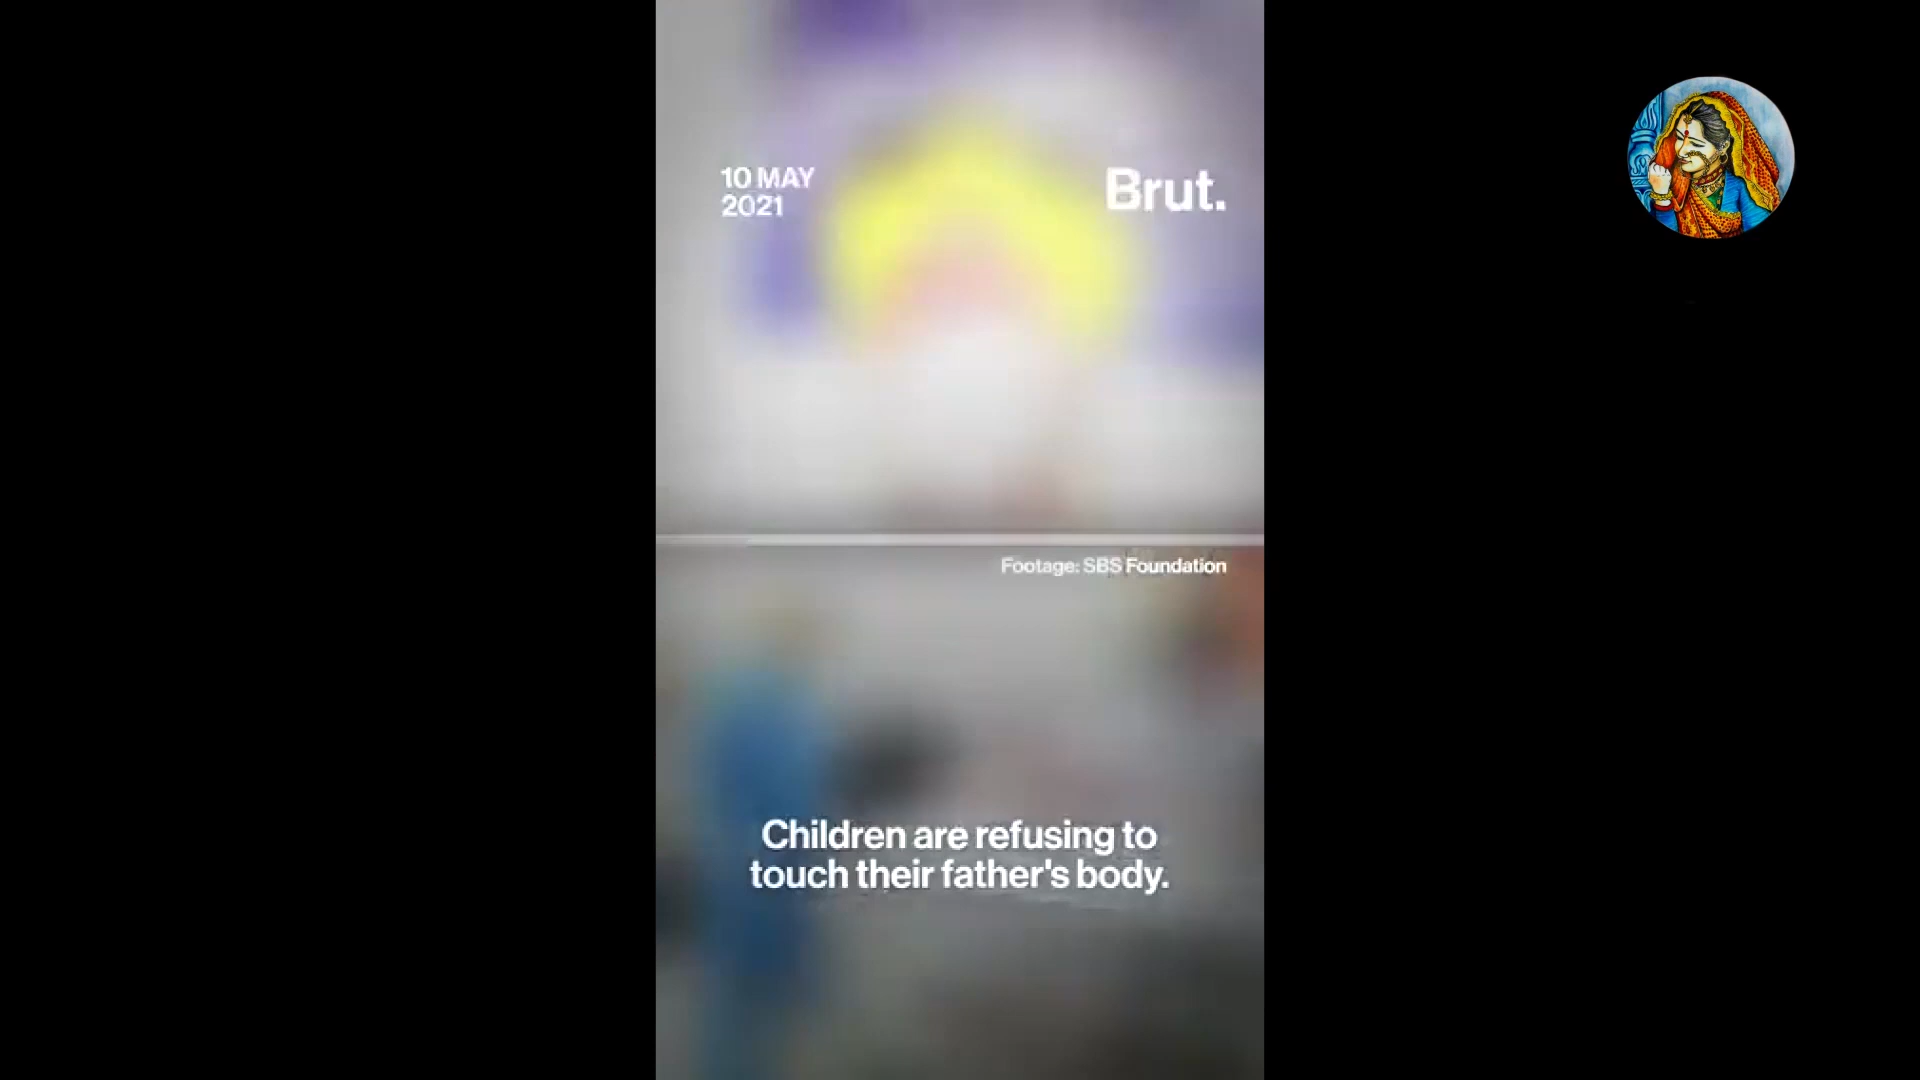 10 MAY
2021
Brut.
Footage: SBS Foundation
Children are refusing to
touch their father's body.